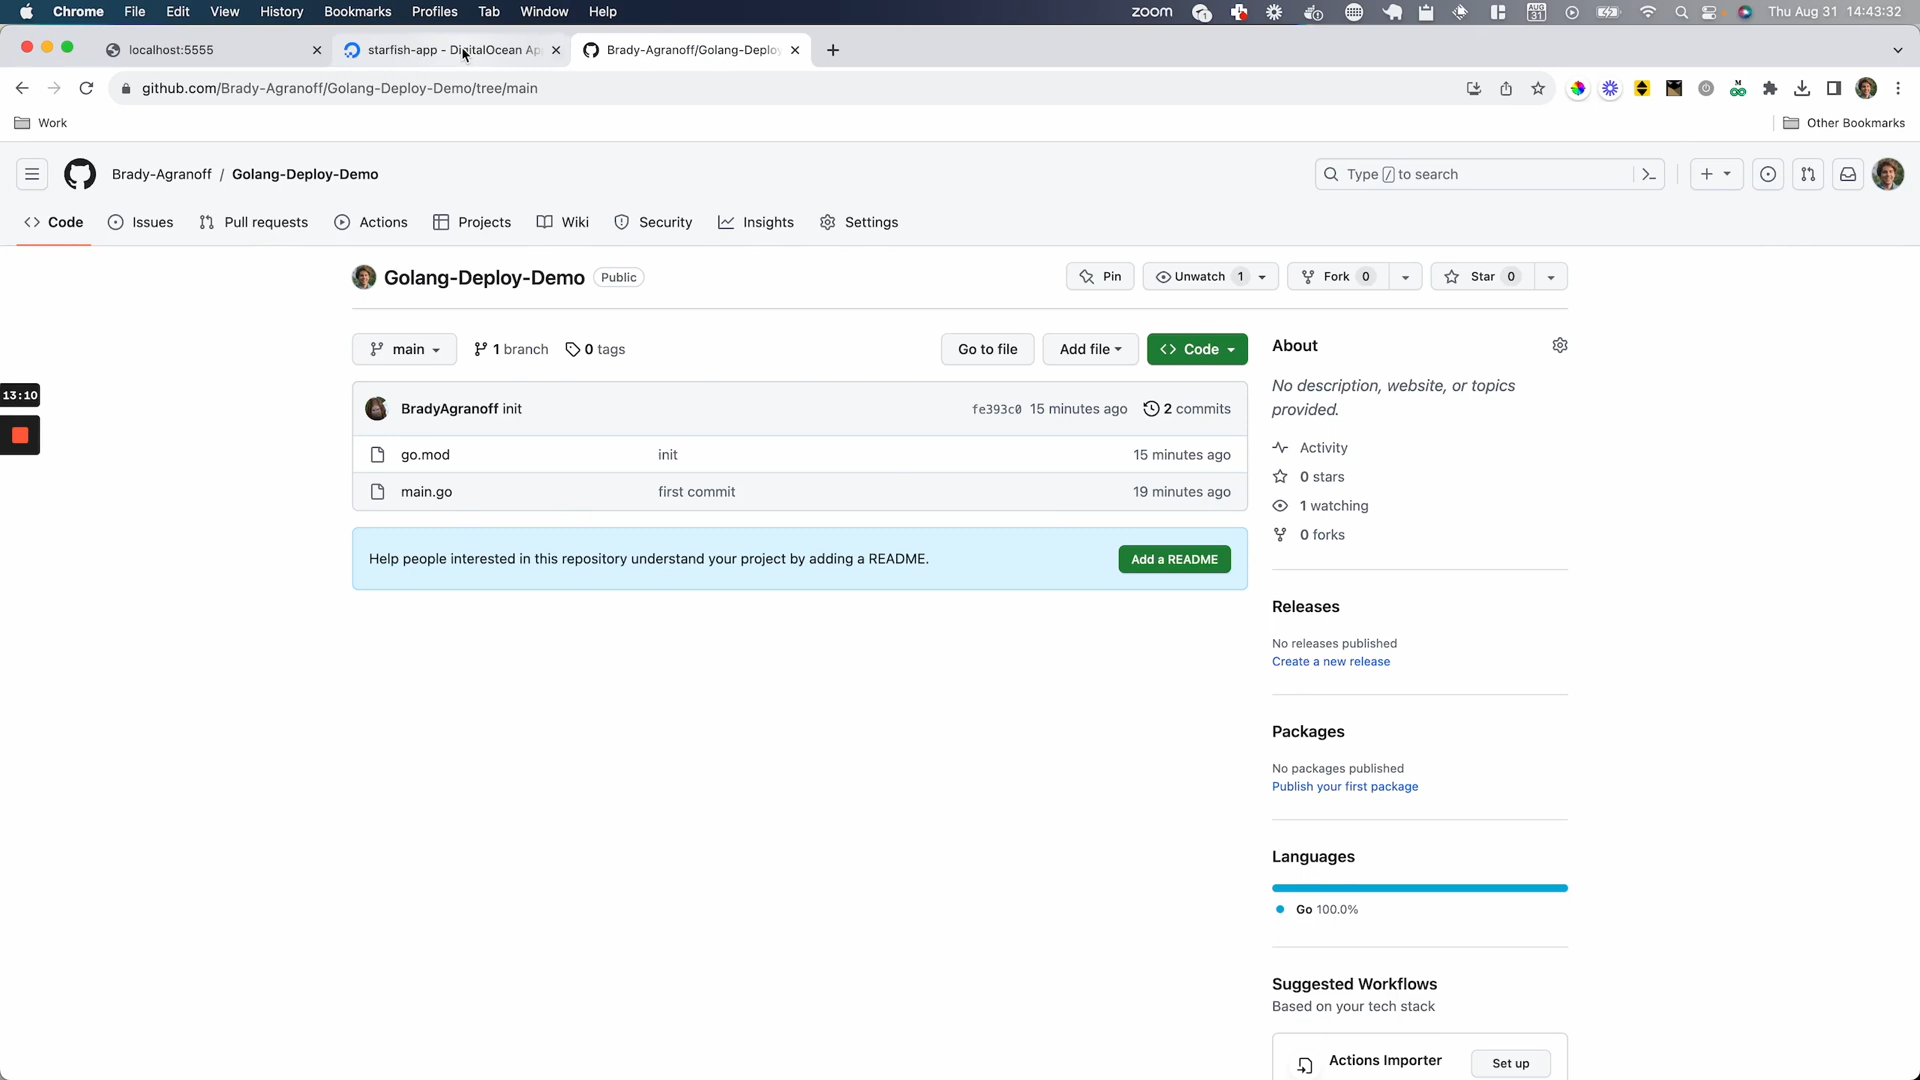 Chrome File Edit View History Bookmarks Profiles Tab Window Help zoom 1 AUG 31 Thu Aug 31 14:43:32
localhost:5555 starfish-app - DigitalOcean Ap Brady-Agranoff/Golang-Deploy
github.com/Brady-Agranoff/Golang-Deploy-Demo/tree/main
Work Other Bookmarks
Brady-Agranoff / Golang-Deploy-Demo Type / to search
Code Issues Pull requests Actions Projects Wiki Security Insights Settings
Golang-Deploy-Demo Public Pin Unwatch 1 Fork 0 Star 0
main 1 branch 0 tags Go to file Add file Code
About
No description, website, or topics
provided.
13:10
BradyAgranoff init fe393c0 15 minutes ago 2 commits
Activity
go.mod init 15 minutes ago
0 stars
main.go first commit 19 minutes ago
1 watching
0 forks
Help people interested in this repository understand your project by adding a README. Add a README
Releases
No releases published
Create a new release
Packages
No packages published
Publish your first package
Languages
Go 100.0%
Suggested Workflows
Based on your tech stack
Actions Importer Set up